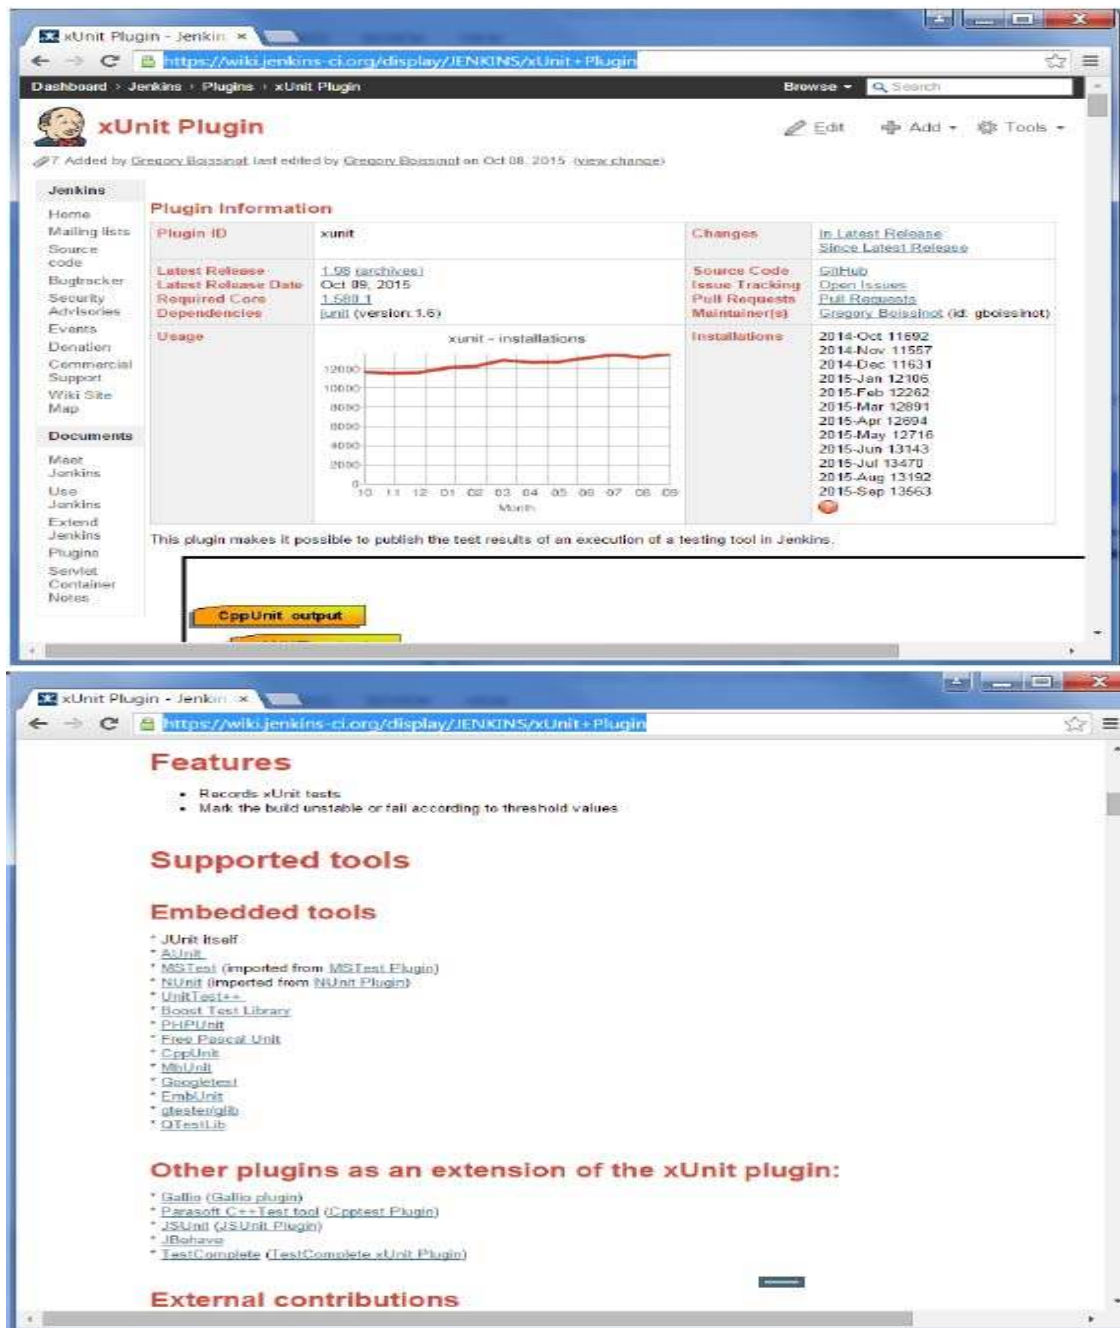 xUnit Plugin - Jenkin
https://wiki.jenkins-ci.org/display/JENKINS/xUnit+Plugin
Dashboard › Jenkins › Plugins › xUnit Plugin Browse Search
xUnit Plugin Edit Add Tools
7 Added by Gregory Boissinot, last edited by Gregory Boissinot on Oct 08, 2015 (view change)
Jenkins
Home
Mailing lists
Source code
Bugtracker
Security Advisories
Events
Donation
Commercial Support
Wiki Site Map
Documents
Meet Jenkins
Use Jenkins
Extend Jenkins
Plugins
Servlet Container Notes
Plugin Information
Plugin ID xunit Changes In Latest Release
Since Latest Release
Latest Release 1.98 (archives) Source Code GitHub
Latest Release Date Oct 09, 2015 Issue Tracking Open Issues
Required Core 1.580.1 Pull Requests Pull Requests
Dependencies junit (version:1.6) Maintainer(s) Gregory Boissinot (id: gboissinot)
Usage
xunit - installations
12000
10000
8000
6000
4000
2000
0
10 11 12 01 02 03 04 05 06 07 08 09
Month
Installations
2014-Oct 11692
2014-Nov 11557
2014-Dec 11631
2015-Jan 12106
2015-Feb 12262
2015-Mar 12891
2015-Apr 12694
2015-May 12716
2015-Jun 13143
2015-Jul 13470
2015-Aug 13192
2015-Sep 13563
This plugin makes it possible to publish the test results of an execution of a testing tool in Jenkins.
CppUnit output
xUnit Plugin - Jenkin
https://wiki.jenkins-ci.org/display/JENKINS/xUnit+Plugin
Features
• Records xUnit tests
• Mark the build unstable or fail according to threshold values
Supported tools
Embedded tools
* JUnit itself
* AUnit
* MSTest (imported from MSTest Plugin)
* NUnit (imported from NUnit Plugin)
* UnitTest++
* Boost Test Library
* PHPUnit
* Free Pascal Unit
* CppUnit
* MbUnit
* Googletest
* EmbUnit
* gtester/glib
* QTestLib
Other plugins as an extension of the xUnit plugin:
* Gallio (Gallio plugin)
* Parasoft C++Test tool (Cpptest Plugin)
* JSUnit (JSUnit Plugin)
* JBehave
* TestComplete (TestComplete xUnit Plugin)
External contributions